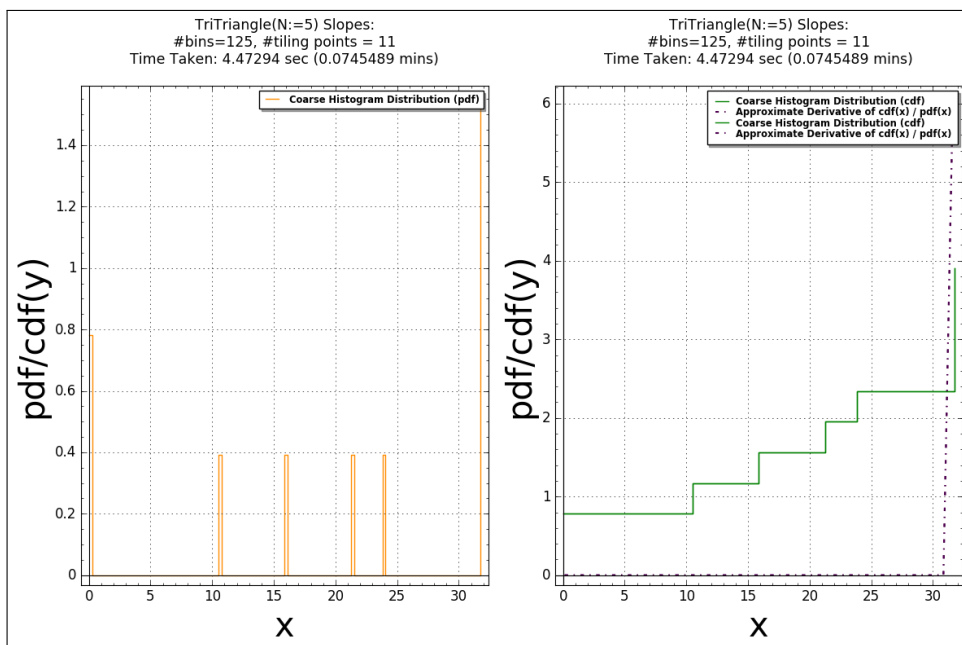 TriTriangle(N:=5) Slopes:
#bins=125, #tiling points = 11
Time Taken: 4.47294 sec (0.0745489 mins)
Coarse Histogram Distribution (pdf)
1.4
1.2
1
0.8
0.6
0.4
0.2
0
0 5 10 15 20 25 30
pdf/cdf(y)
x
TriTriangle(N:=5) Slopes:
#bins=125, #tiling points = 11
Time Taken: 4.47294 sec (0.0745489 mins)
Coarse Histogram Distribution (cdf)
Approximate Derivative of cdf(x) / pdf(x)
Coarse Histogram Distribution (cdf)
Approximate Derivative of cdf(x) / pdf(x)
6
5
4
3
2
1
0
0 5 10 15 20 25 30
pdf/cdf(y)
x